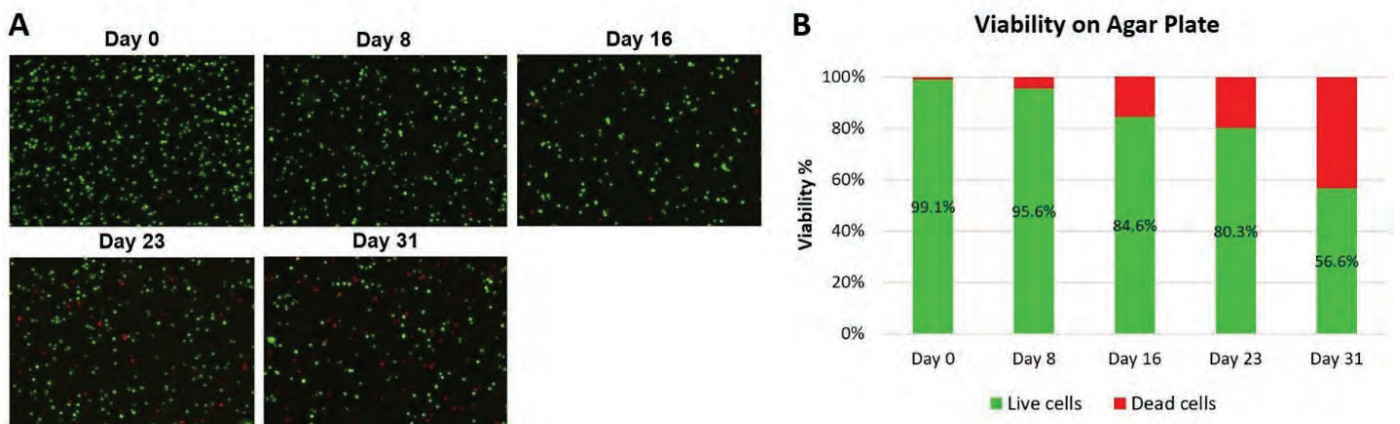 A
Day 0
Day 8
Day 16
Day 23
Day 31
B
Viability on Agar Plate
Viability %
100%
80%
60%
40%
20%
0%
99.1%
95.6%
84.6%
80.3%
56.6%
Day 0
Day 8
Day 16
Day 23
Day 31
Live cells
Dead cells